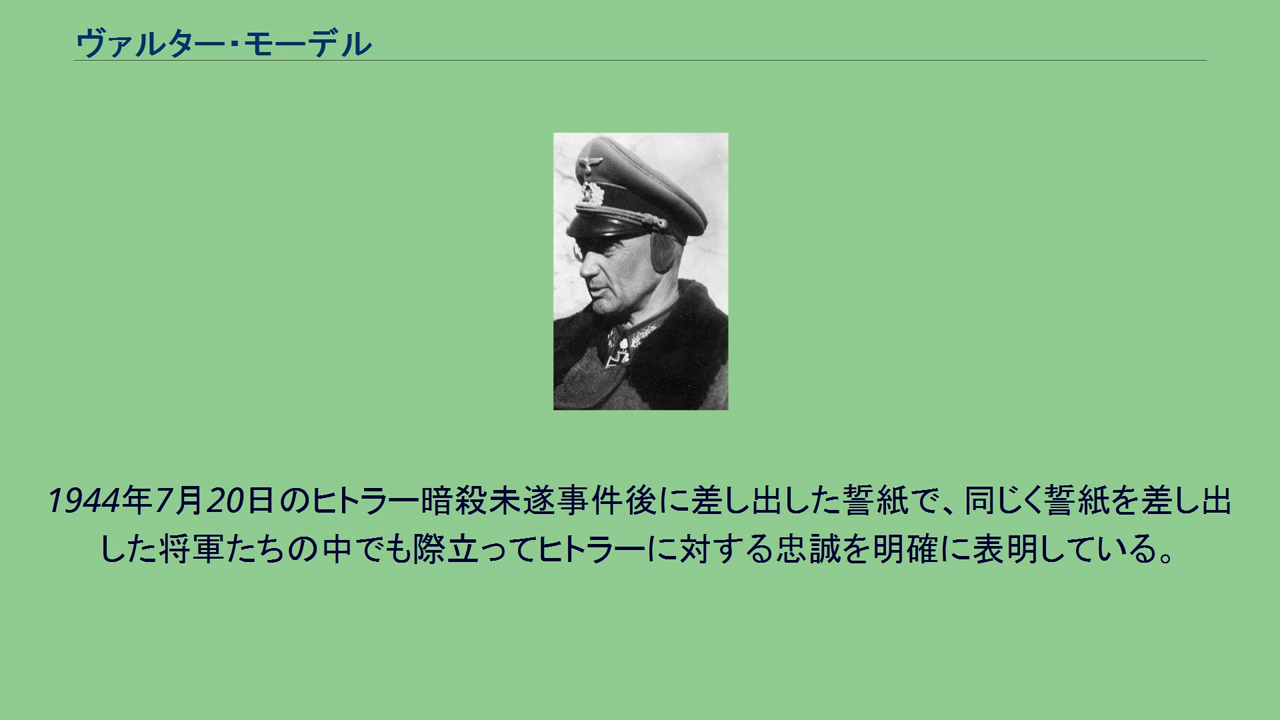 ヴァルター・モーデル
1944年7月20日のヒトラー暗殺未遂事件後に差し出した誓紙で、同じく誓紙を差し出
した将軍たちの中でも際立ってヒトラーに対する忠誠を明確に表明している。